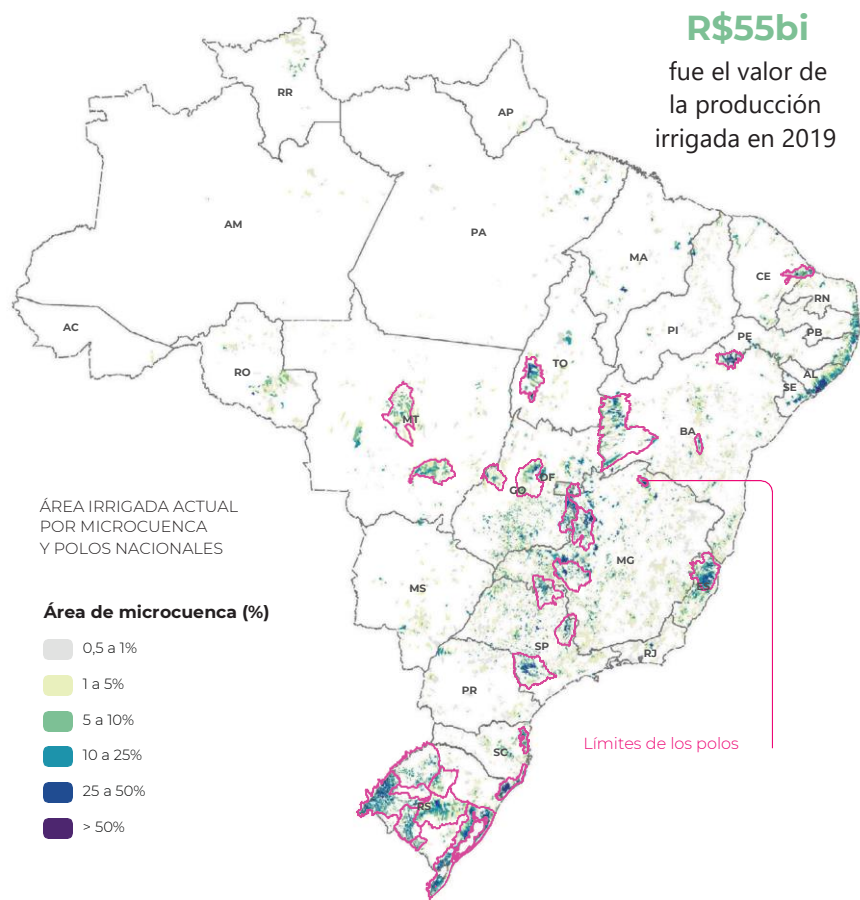 R$55bi
fue el valor de
la producción
irrigada en 2019
RR
AP
AM
PA
MA
CE
RN
AC
PI
PB
PE
TO
RO
AL
SE
MT
BA
DF
GO
ÁREA IRRIGADA ACTUAL
POR MICROCUENCA
Y POLOS NACIONALES
MG
ES
MS
Área de microcuenca (%)
0,5 a 1%
SP
RJ
1 a 5%
PR
5 a 10%
Límites de los polos
10 a 25%
SC
25 a 50%
RS
> 50%